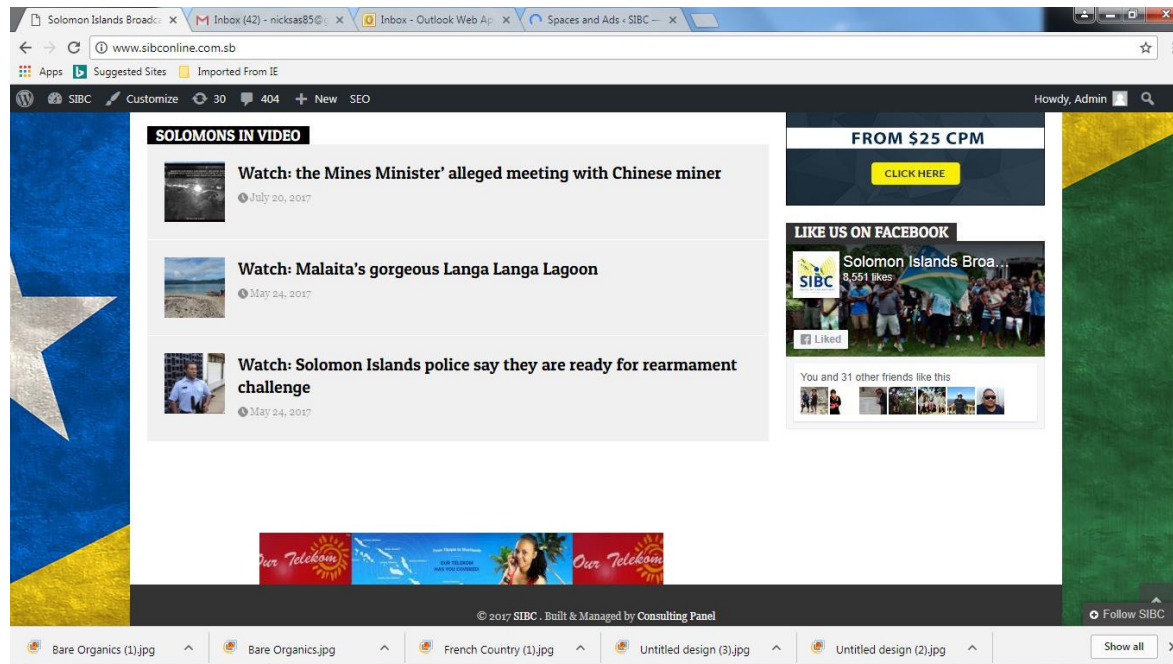 Solomon Islands Broadca
Inbox (42) - nicksas85@g
Inbox - Outlook Web Ap
Spaces and Ads ‹ SIBC —
www.sibconline.com.sb
Apps
Suggested Sites
Imported From IE
SIBC
Customize
30
404
+ New
SEO
Howdy, Admin
SOLOMONS IN VIDEO
Watch: the Mines Minister' alleged meeting with Chinese miner
July 20, 2017
Watch: Malaita's gorgeous Langa Langa Lagoon
May 24, 2017
Watch: Solomon Islands police say they are ready for rearmament
challenge
May 24, 2017
FROM $25 CPM
CLICK HERE
LIKE US ON FACEBOOK
Solomon Islands Broa...
8,551 likes
SIBC
Liked
You and 31 other friends like this
Our Telekom
OUR TELEKOM
HAS YOU COVERED!
Our Telekom
© 2017 SIBC . Built & Managed by Consulting Panel
Follow SIBC
Bare Organics (1).jpg
Bare Organics.jpg
French Country (1).jpg
Untitled design (3).jpg
Untitled design (2).jpg
Show all